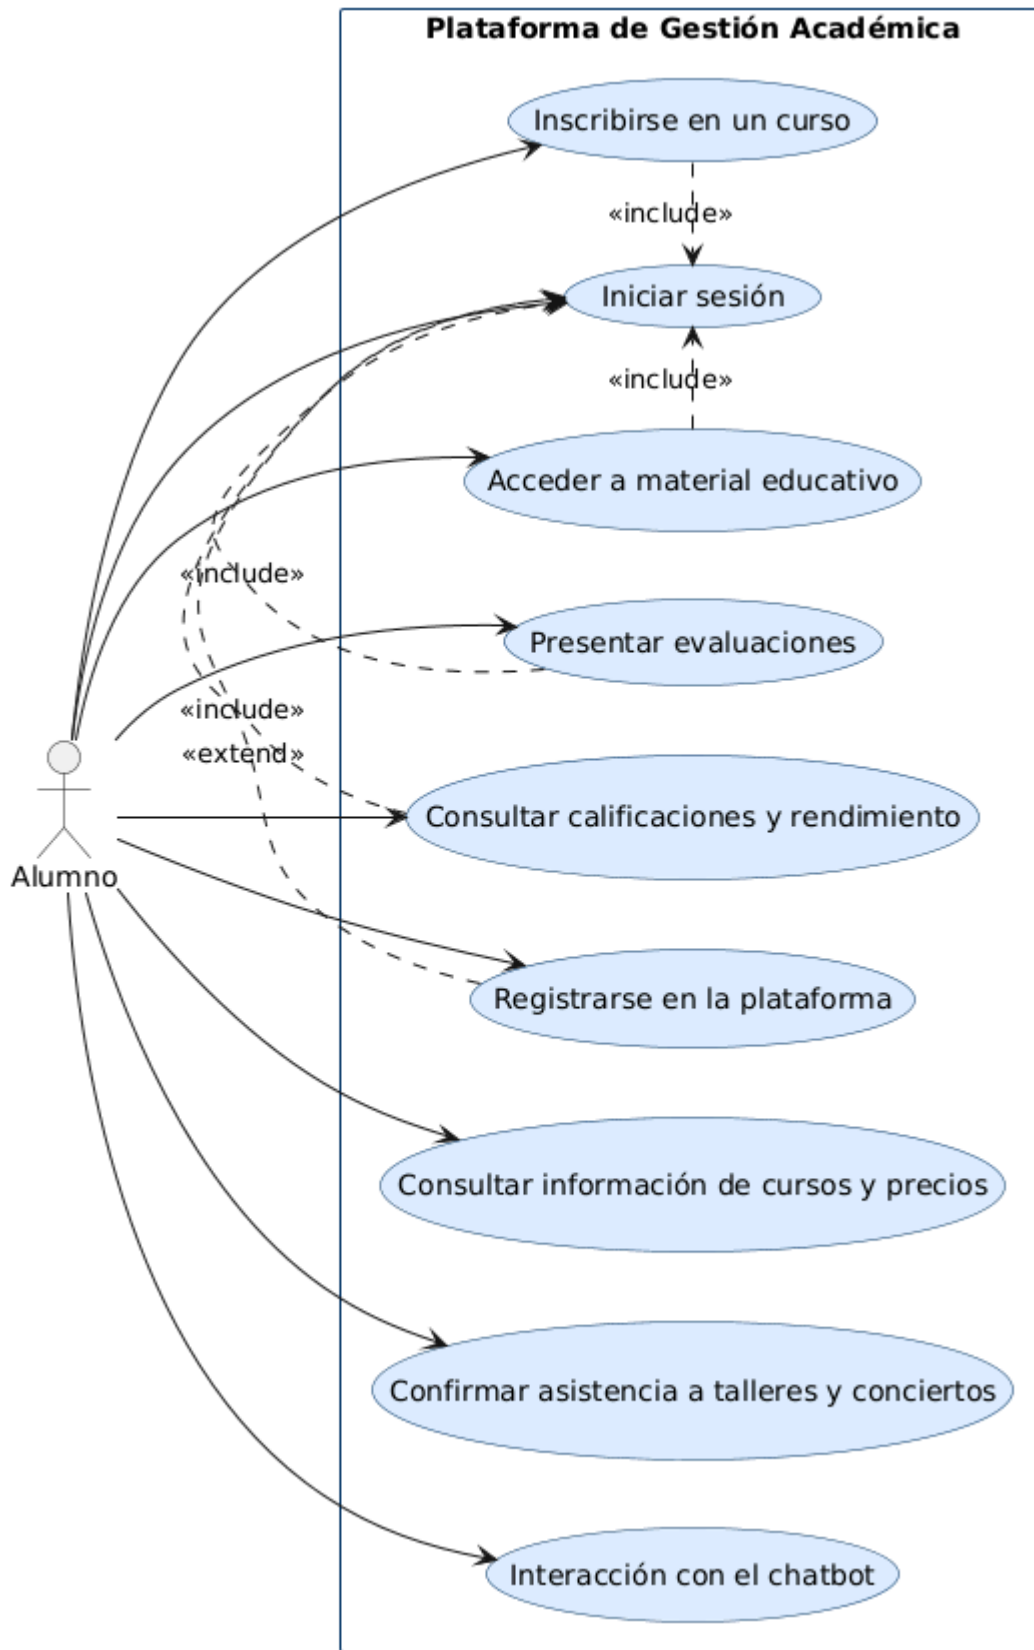 Plataforma de Gestión Académica
Inscribirse en un curso
«include»
Iniciar sesión
«include»
Acceder a material educativo
«include»
Presentar evaluaciones
«include»
«extend»
Consultar calificaciones y rendimiento
Alumno
Registrarse en la plataforma
Consultar información de cursos y precios
Confirmar asistencia a talleres y conciertos
Interacción con el chatbot